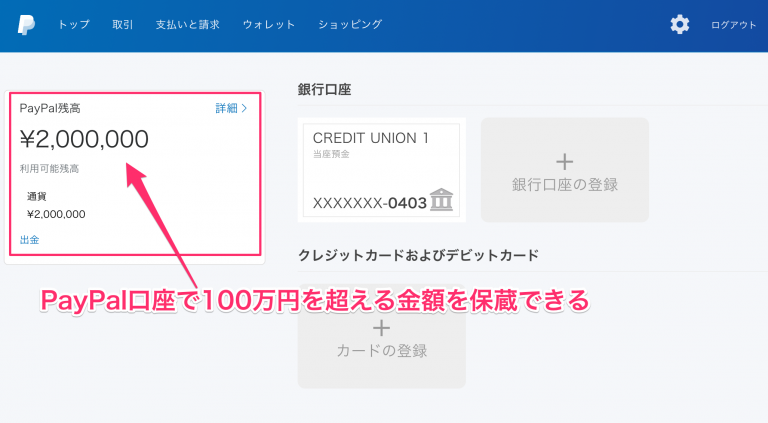 トップ 取引 支払いと請求 ウォレット ショッピング ログアウト
PayPal残高 詳細
¥2,000,000
利用可能残高
通貨
¥2,000,000
出金
銀行口座
CREDIT UNION 1
当座預金
XXXXXXX-0403
銀行口座の登録
クレジットカードおよびデビットカード
PayPal口座で100万円を超える金額を保蔵できる
カードの登録